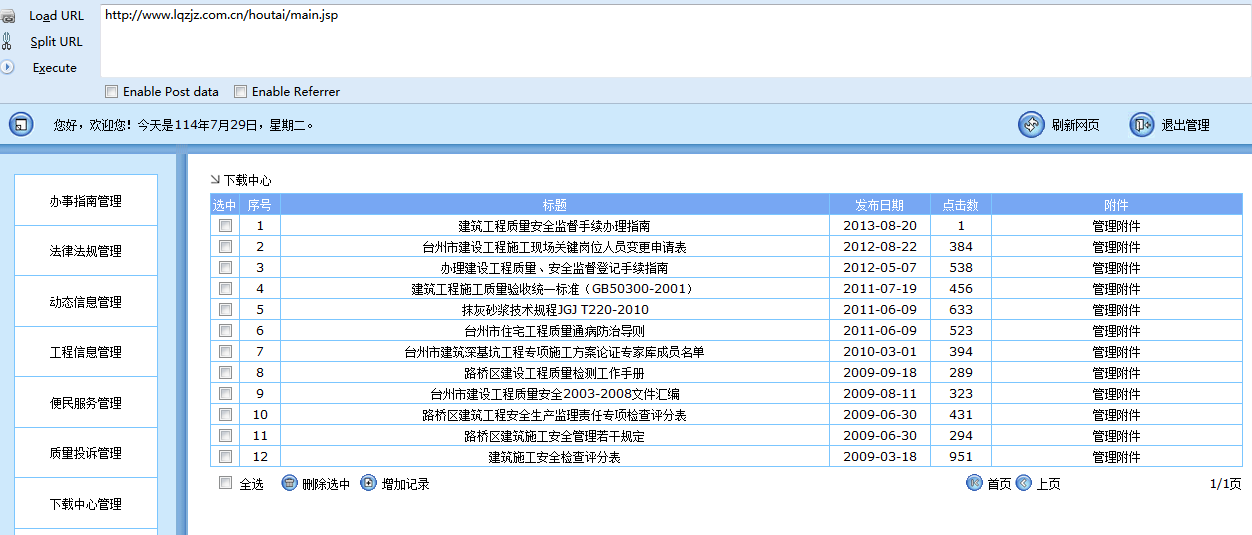 Load URL
http://www.lqzjz.com.cn/houtai/main.jsp
Split URL
Execute
Enable Post data Enable Referrer
您好，欢迎您！今天是114年7月29日，星期二。 刷新网页 退出管理
办事指南管理
法律法规管理
动态信息管理
工程信息管理
便民服务管理
质量投诉管理
下载中心管理
下载中心
选中 序号 标题 发布日期 点击数 附件
1 建筑工程质量安全监督手续办理指南 2013-08-20 1 管理附件
2 台州市建设工程施工现场关键岗位人员变更申请表 2012-08-22 384 管理附件
3 办理建设工程质量、安全监督登记手续指南 2012-05-07 538 管理附件
4 建筑工程施工质量验收统一标准（GB50300-2001） 2011-07-19 456 管理附件
5 抹灰砂浆技术规程JGJ T220-2010 2011-06-09 633 管理附件
6 台州市住宅工程质量通病防治导则 2011-06-09 523 管理附件
7 台州市建筑深基坑工程专项施工方案论证专家库成员名单 2010-03-01 394 管理附件
8 路桥区建设工程质量检测工作手册 2009-09-18 289 管理附件
9 台州市建设工程质量安全2003-2008文件汇编 2009-08-11 323 管理附件
10 路桥区建筑工程安全生产监理责任专项检查评分表 2009-06-30 431 管理附件
11 路桥区建筑施工安全管理若干规定 2009-06-30 294 管理附件
12 建筑施工安全检查评分表 2009-03-18 951 管理附件
全选 删除选中 增加记录 首页 上页 1/1页